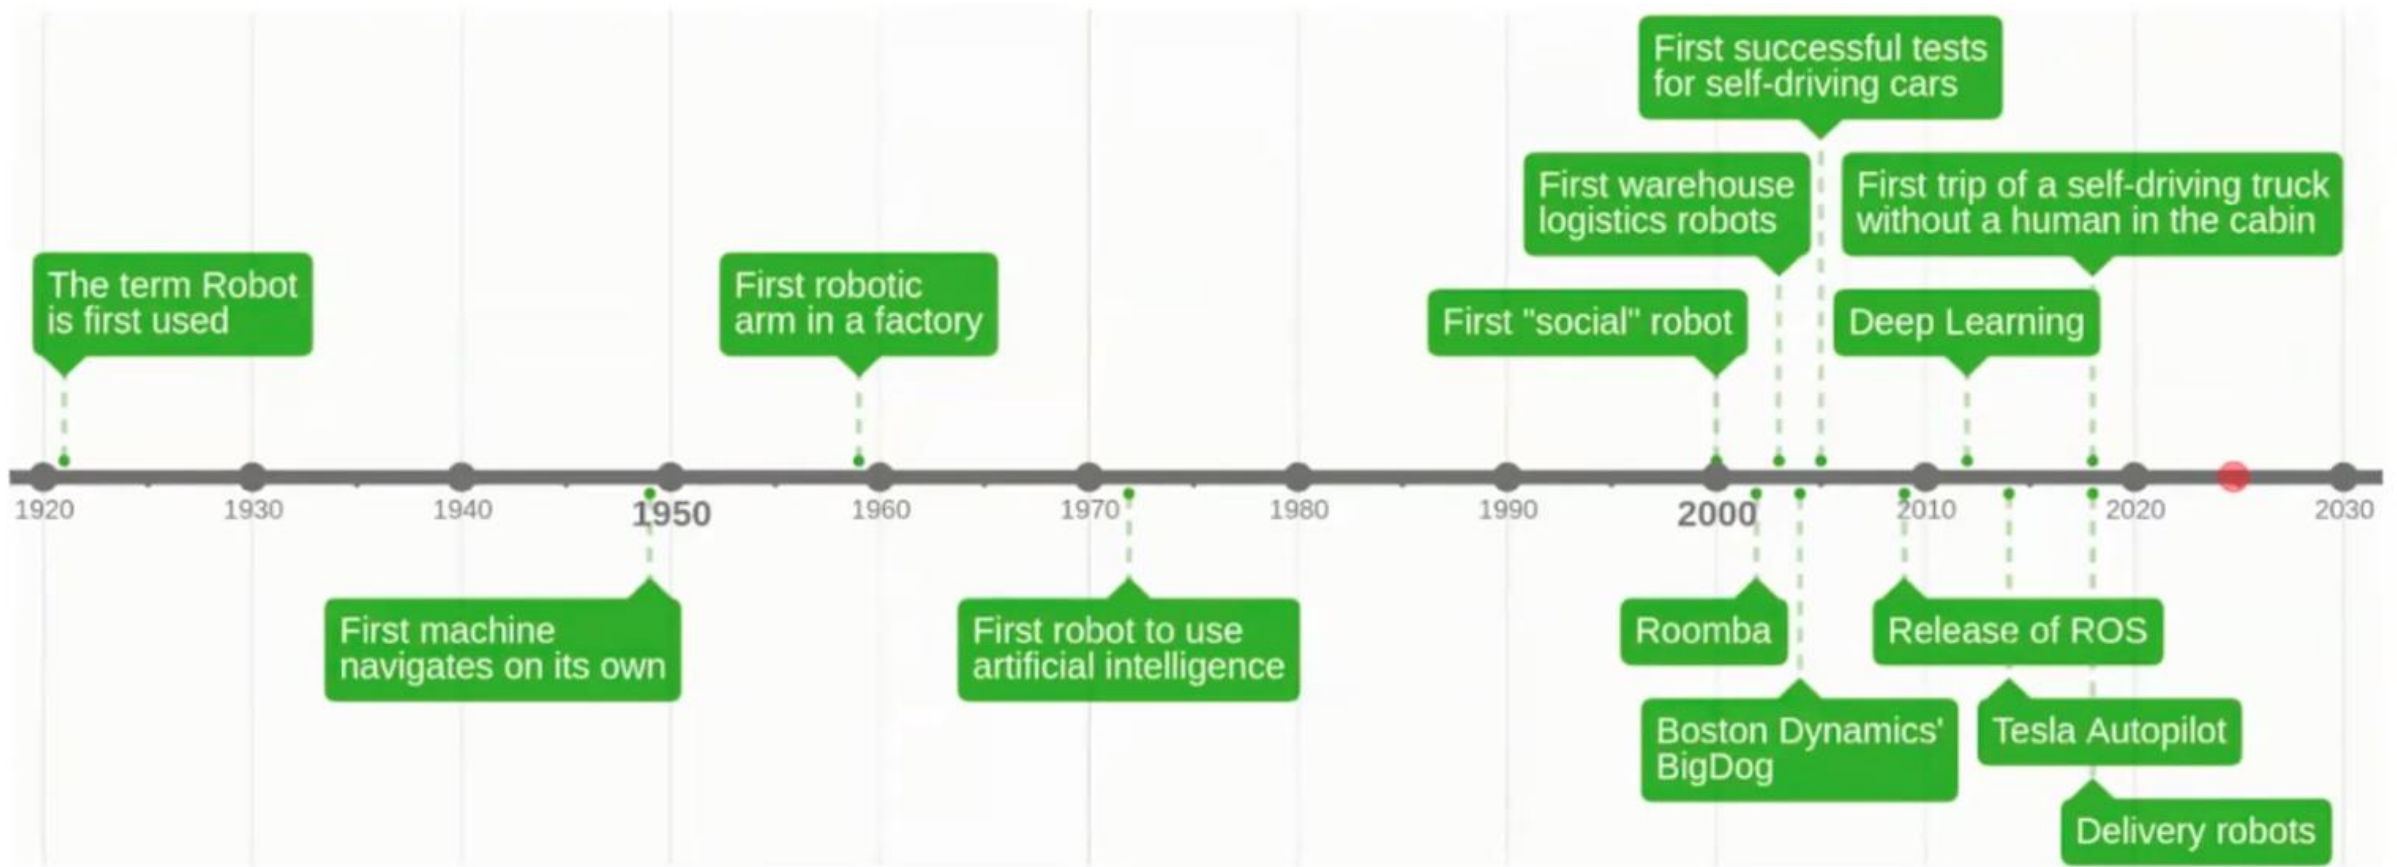 First successful tests
for self-driving cars
First warehouse
logistics robots
First trip of a self-driving truck
without a human in the cabin
The term Robot
is first used
First robotic
arm in a factory
First "social" robot
Deep Learning
1920
1930
1940
1950
1960
1970
1980
1990
2000
2010
2020
2030
First machine
navigates on its own
First robot to use
artificial intelligence
Roomba
Release of ROS
Boston Dynamics'
BigDog
Tesla Autopilot
Delivery robots